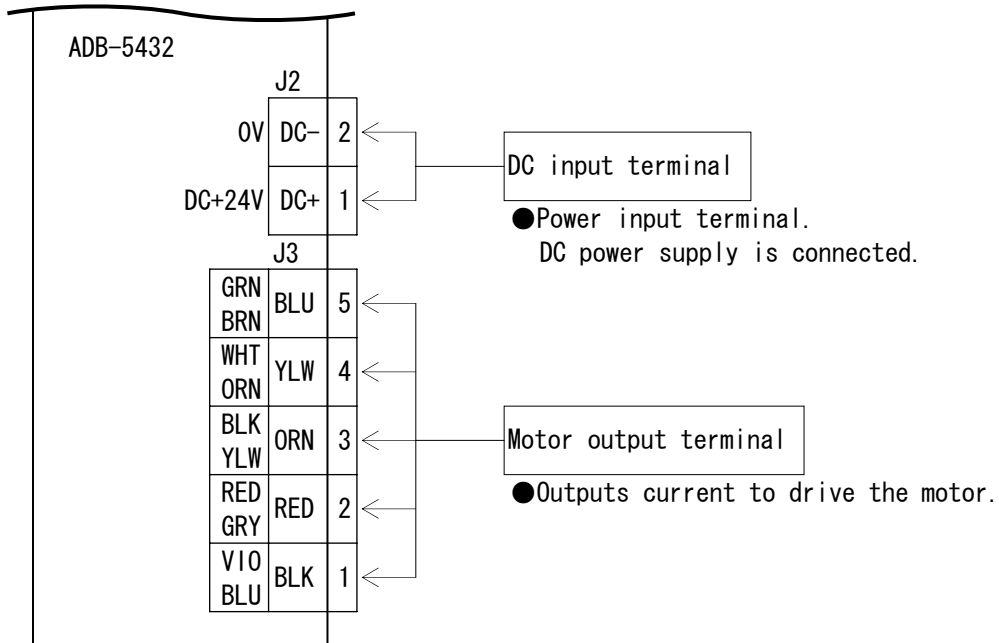 ADB-5432
J2
0V DC- 2
DC input terminal
DC+24V DC+ 1
●Power input terminal.
DC power supply is connected.
J3
GRN
BRN
BLU 5
WHT
ORN
YLW 4
BLK
YLW
ORN 3
Motor output terminal
●Outputs current to drive the motor.
RED
GRY
RED 2
VIO
BLU
BLK 1